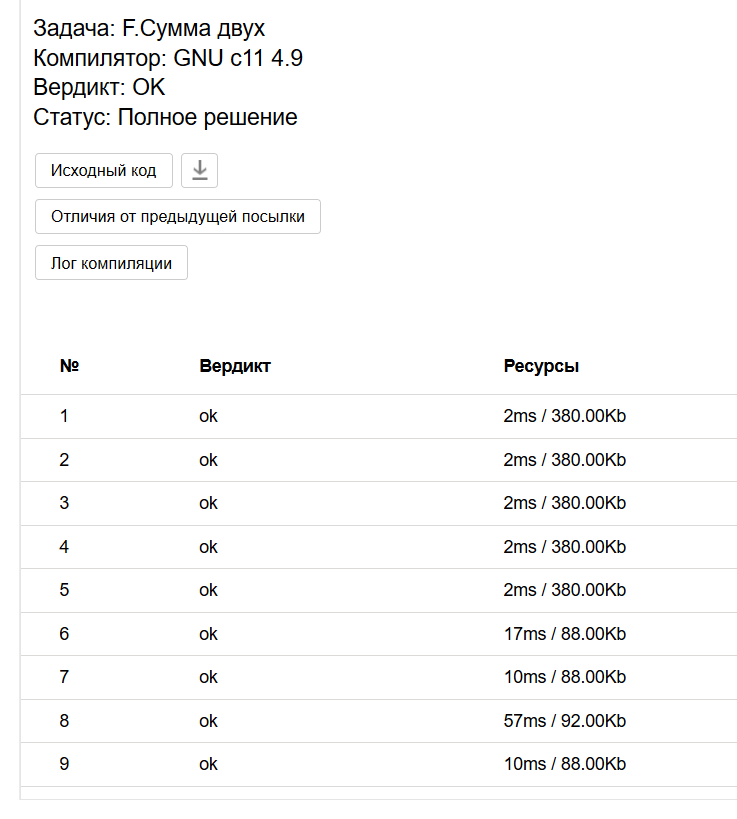 Задача: F.Сумма двух
Компилятор: GNU c11 4.9
Вердикт: OK
Статус: Полное решение
Исходный код
Отличия от предыдущей посылки
Лог компиляции
№ Вердикт Ресурсы
1 ok 2ms / 380.00Kb
2 ok 2ms / 380.00Kb
3 ok 2ms / 380.00Kb
4 ok 2ms / 380.00Kb
5 ok 2ms / 380.00Kb
6 ok 17ms / 88.00Kb
7 ok 10ms / 88.00Kb
8 ok 57ms / 92.00Kb
9 ok 10ms / 88.00Kb